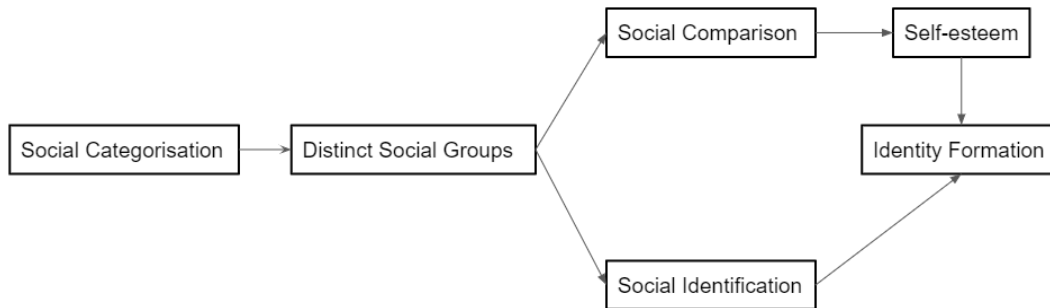 Social Comparison
Self-esteem
Social Categorisation
Distinct Social Groups
Identity Formation
Social Identification